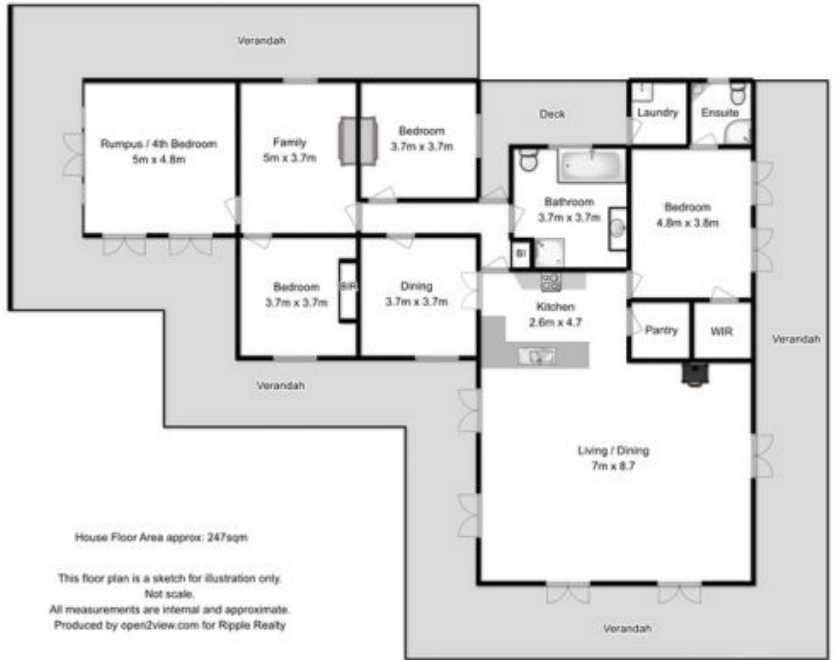 Verandah
Deck
Laundry
Ensuite
Rumpus / 4th Bedroom
5m x 4.8m
Family
5m x 3.7m
Bedroom
3.7m x 3.7m
Bathroom
3.7m x 3.7m
Bedroom
4.8m x 3.8m
BI
Bedroom
3.7m x 3.7m
BIR
Dining
3.7m x 3.7m
Kitchen
2.6m x 4.7
Pantry
WIR
Verandah
Verandah
Living / Dining
7m x 8.7
House Floor Area approx: 247sqm
This floor plan is a sketch for illustration only.
Not scale.
All measurements are internal and approximate.
Produced by open2view.com for Ripple Realty
Verandah